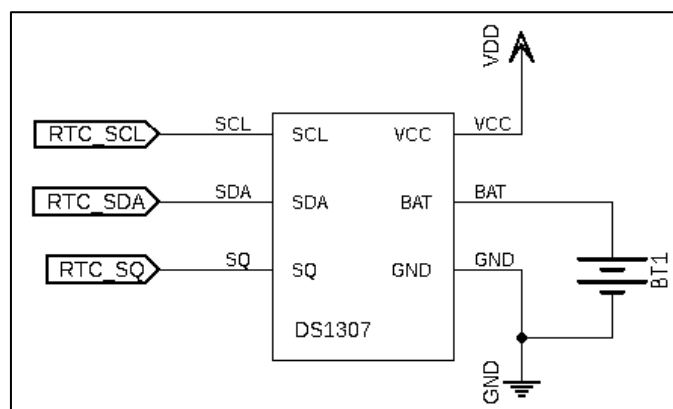 VDD
RTC_SCL SCL SCL VCC VCC
RTC_SDA SDA SDA BAT BAT
RTC_SQ SQ SQ GND GND
BT1
DS1307
GND